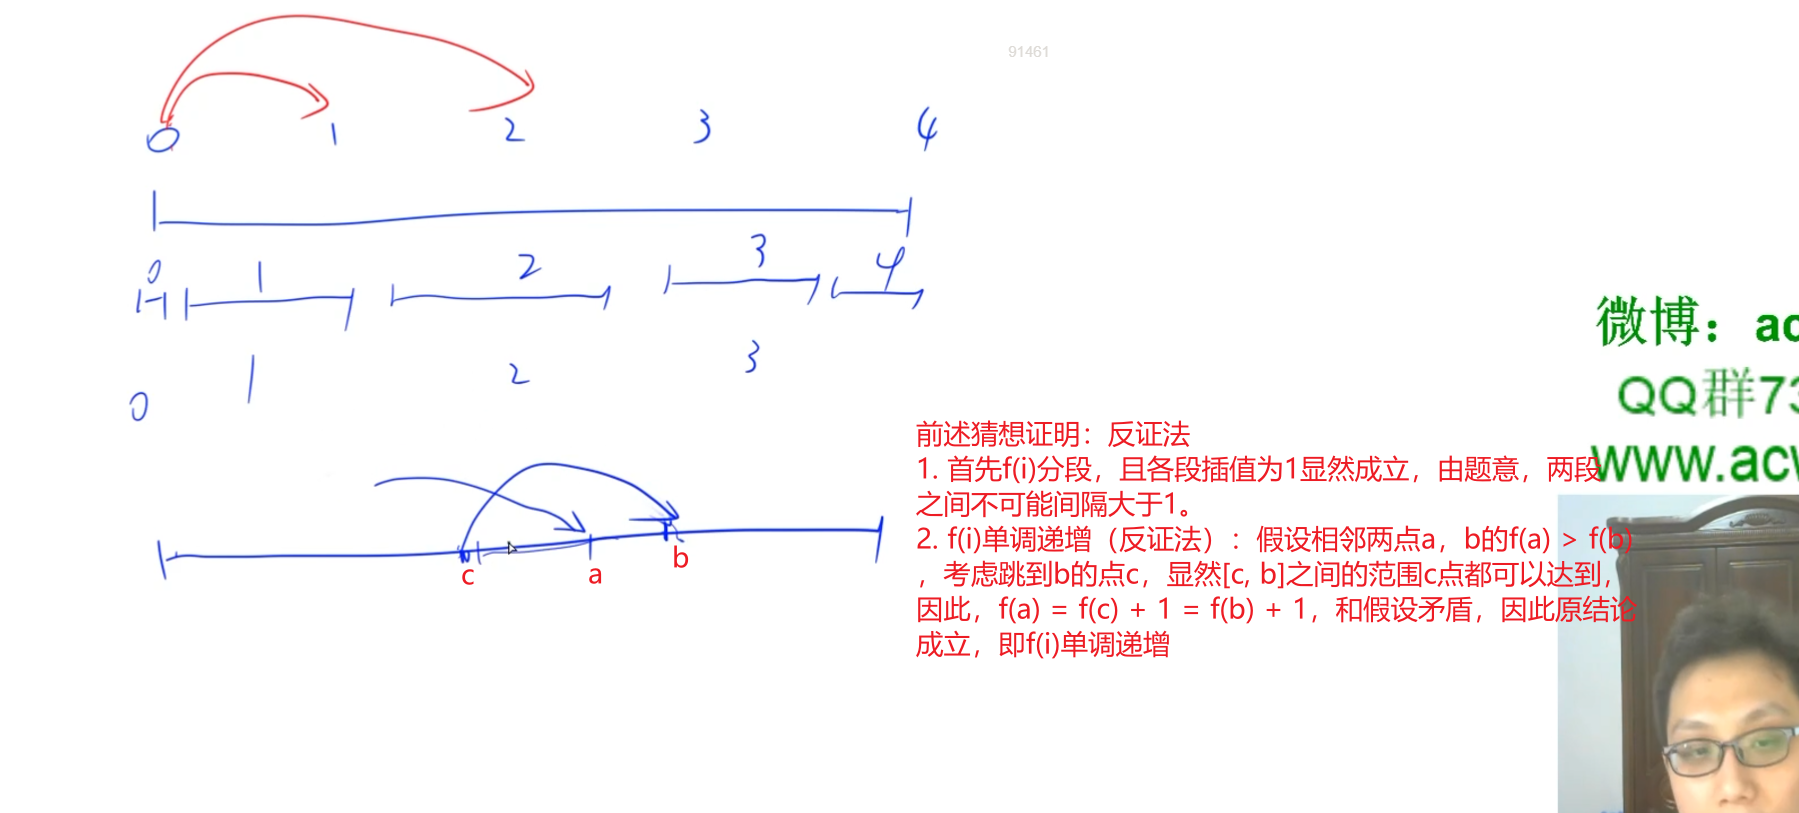 91461
0 1 2 3 4
0 1 2 3 4
0 1 2 3
微博：ac
QQ群73
www.acw
前述猜想证明：反证法
1. 首先f(i)分段，且各段插值为1显然成立，由题意，两段
之间不可能间隔大于1。
2. f(i)单调递增（反证法）：假设相邻两点a，b的f(a) > f(b)
，考虑跳到b的点c，显然[c, b]之间的范围c点都可以达到，
因此，f(a) = f(c) + 1 = f(b) + 1，和假设矛盾，因此原结论
成立，即f(i)单调递增
c a b